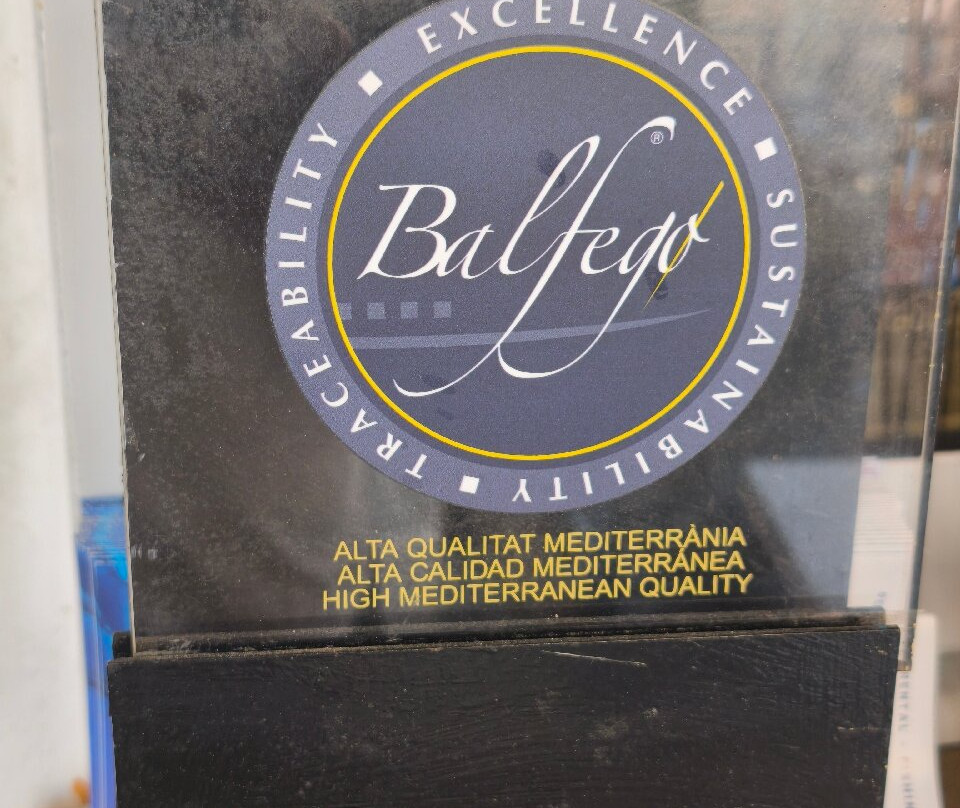 EXCELLENCE ▪ SUSTAINABILITY ▪ TRACEABILITY ▪
Balfegó®
ALTA QUALITAT MEDITERRÀNIA
ALTA CALIDAD MEDITERRÁNEA
HIGH MEDITERRANEAN QUALITY